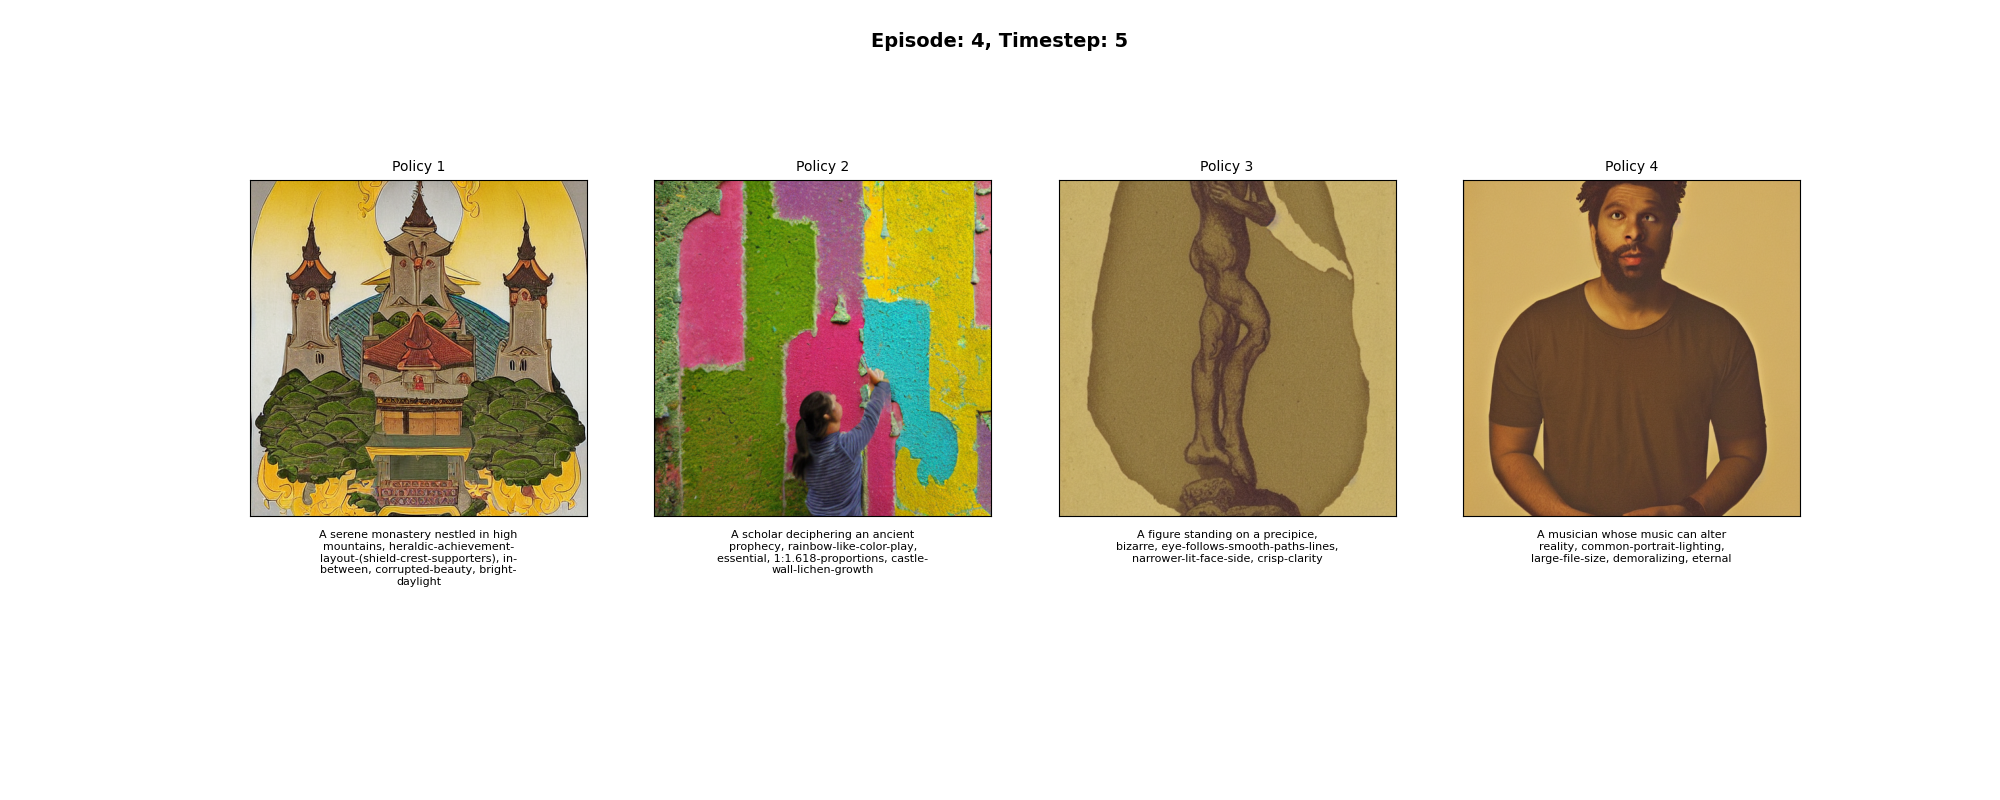 Episode: 4, Timestep: 5
Policy 1
Policy 2
Policy 3
Policy 4
A serene monastery nestled in high
mountains, heraldic-achievement-
layout-(shield-crest-supporters), in-
between, corrupted-beauty, bright-
daylight
A scholar deciphering an ancient
prophecy, rainbow-like-color-play,
essential, 1:1.618-proportions, castle-
wall-lichen-growth
A figure standing on a precipice,
bizarre, eye-follows-smooth-paths-lines,
narrower-lit-face-side, crisp-clarity
A musician whose music can alter
reality, common-portrait-lighting,
large-file-size, demoralizing, eternal